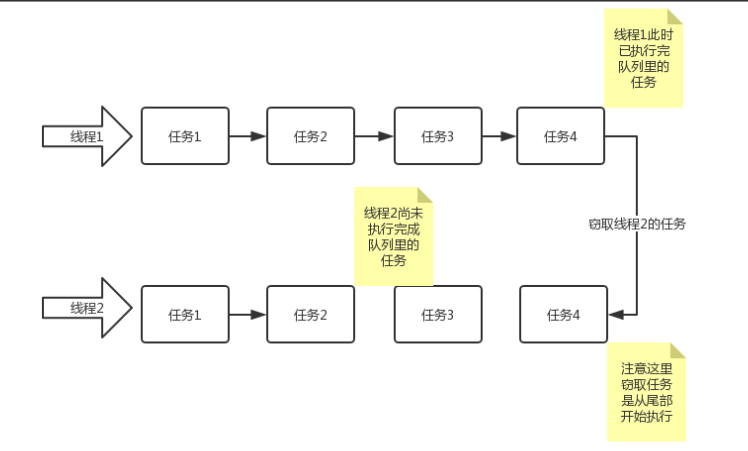 线程1此时
已执行完
队列里的
任务
线程1
任务1
任务2
任务3
任务4
窃取线程2的任务
线程2尚未
执行完成
队列里的
任务
线程2
任务1
任务2
任务3
任务4
注意这里
窃取任务
是从尾部
开始执行